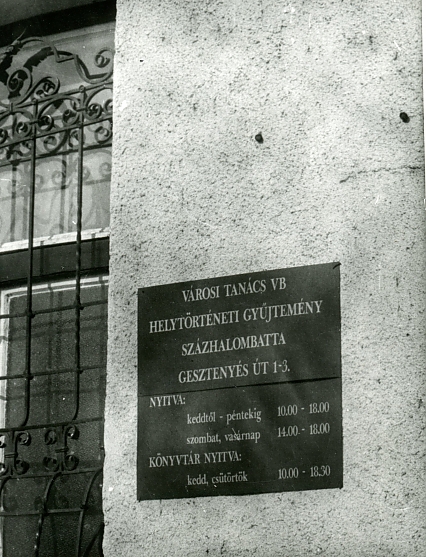 VÁROSI TANÁCS VB
HELYTÖRTÉNETI GYŰJTEMÉNY
SZÁZHALOMBATTA
GESZTENYÉS ÚT 1-3.
NYITVA:
keddtől - péntekig 10.00 - 18.00
szombat, vasárnap 14.00 - 18.00
KÖNYVTÁR NYITVA:
kedd, csütörtök 10.00 - 18.30